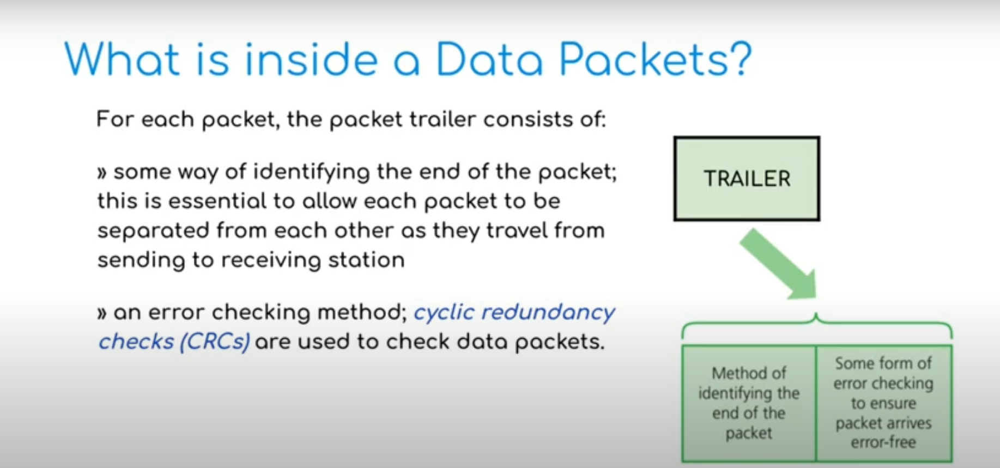 What is inside a Data Packets?
For each packet, the packet trailer consists of:
» some way of identifying the end of the packet;
this is essential to allow each packet to be
separated from each other as they travel from
sending to receiving station
» an error checking method; cyclic redundancy
checks (CRCs) are used to check data packets.
TRAILER
Method of
identifying the
end of the
packet
Some form of
error checking
to ensure
packet arrives
error-free